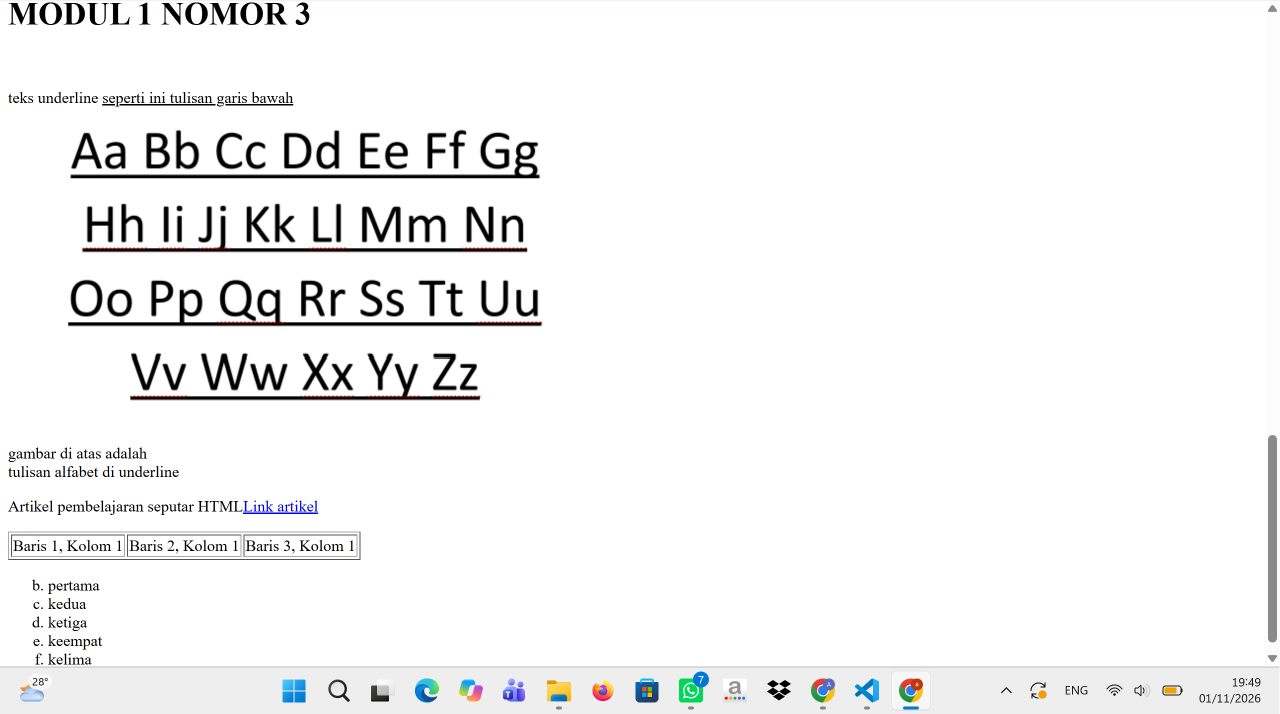 MODUL 1 NOMOR 3
teks underline seperti ini tulisan garis bawah
Aa Bb Cc Dd Ee Ff Gg
Hh Ii Jj Kk Ll Mm Nn
Oo Pp Qq Rr Ss Tt Uu
Vv Ww Xx Yy Zz
gambar di atas adalah
tulisan alfabet di underline
Artikel pembelajaran seputar HTMLLink artikel
Baris 1, Kolom 1 Baris 2, Kolom 1 Baris 3, Kolom 1
b. pertama
c. kedua
d. ketiga
e. keempat
f. kelima
28°
7
ENG
19:49
01/11/2026